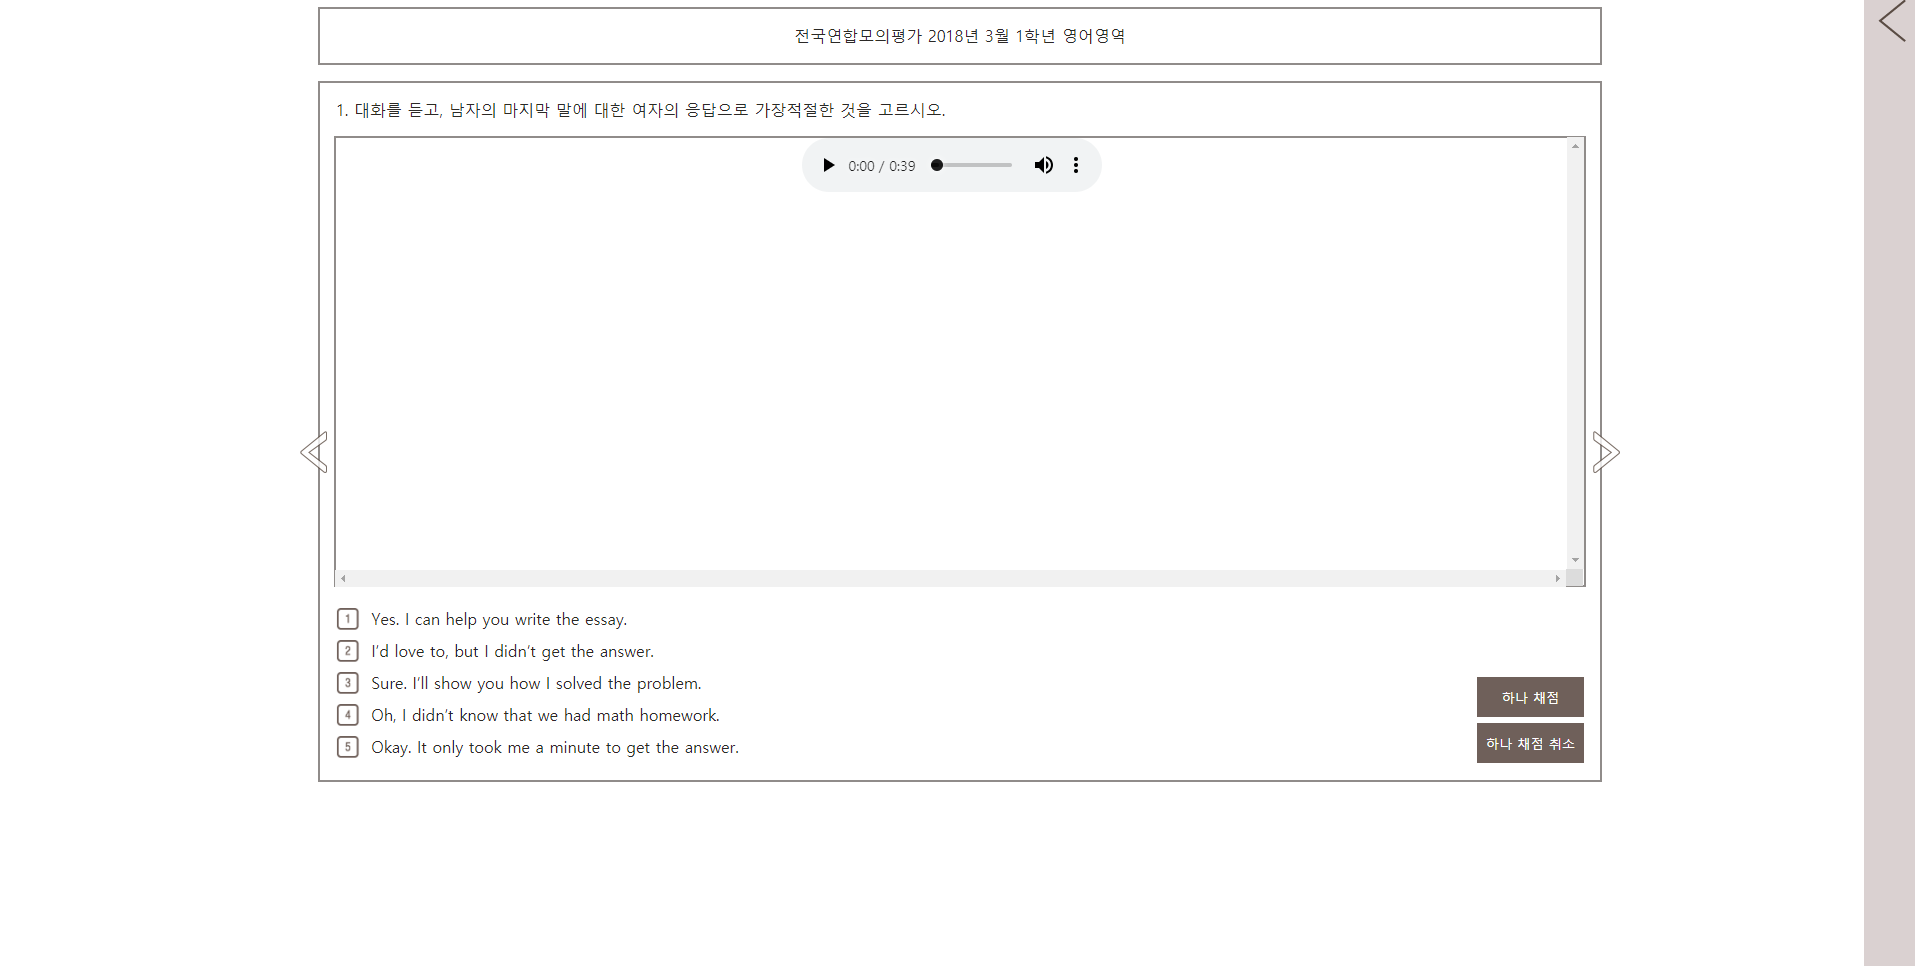 전국연합모의평가 2018년 3월 1학년 영어영역
1. 대화를 듣고, 남자의 마지막 말에 대한 여자의 응답으로 가장적절한 것을 고르시오.
0:00 / 0:39
1 Yes. I can help you write the essay.
2 I’d love to, but I didn’t get the answer.
3 Sure. I’ll show you how I solved the problem.
4 Oh, I didn’t know that we had math homework.
5 Okay. It only took me a minute to get the answer.
하나 채점
하나 채점 취소